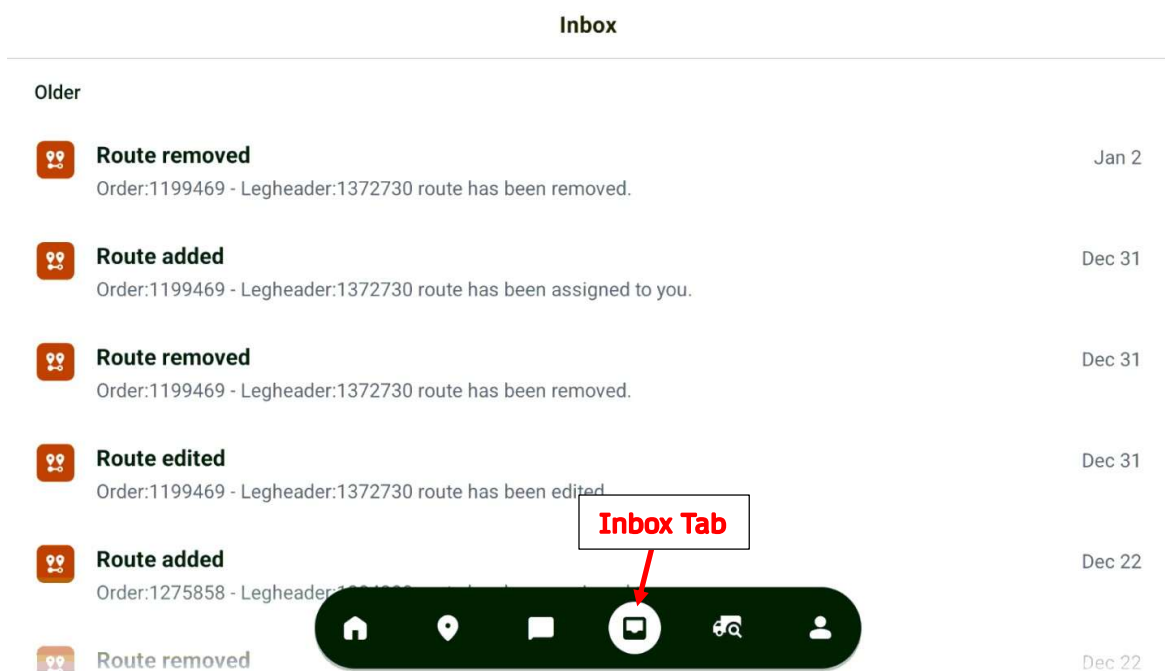 Inbox
Older
Route removed
Jan 2
Order:1199469 - Legheader:1372730 route has been removed.
Route added
Dec 31
Order:1199469 - Legheader:1372730 route has been assigned to you.
Route removed
Dec 31
Order:1199469 - Legheader:1372730 route has been removed.
Route edited
Dec 31
Order:1199469 - Legheader:1372730 route has been edited
Inbox Tab
Route added
Dec 22
Order:1275858 - Legheader:
Route removed
Dec 22